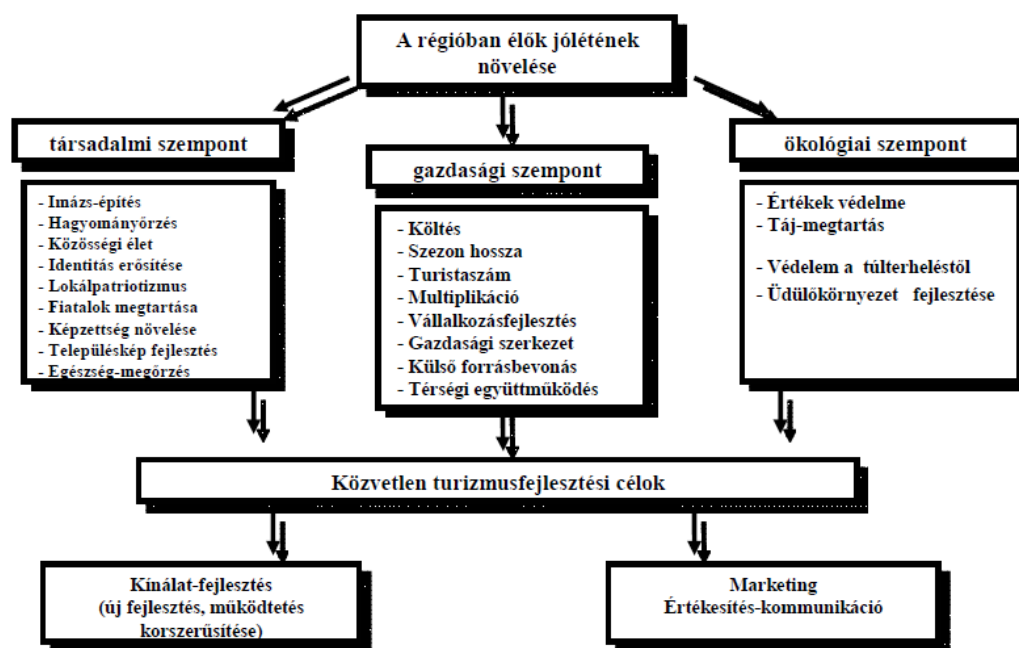 A régióban élők jólétének
növelése
társadalmi szempont
- Imázs-építés
- Hagyományőrzés
- Közösségi élet
- Identitás erősítése
- Lokálpatriotizmus
- Fiatalok megtartása
- Képzettség növelése
- Településkép fejlesztés
- Egészség-megőrzés
gazdasági szempont
- Költés
- Szezon hossza
- Turistaszám
- Multiplikáció
- Vállalkozásfejlesztés
- Gazdasági szerkezet
- Külső forrásbevonás
- Térségi együttműködés
ökológiai szempont
- Értékek védelme
- Táj-megtartás
- Védelem a túlterheléstől
- Üdülőkörnyezet fejlesztése
Közvetlen turizmusfejlesztési célok
Kínálat-fejlesztés
(új fejlesztés, működtetés
korszerűsítése)
Marketing
Értékesítés-kommunikáció